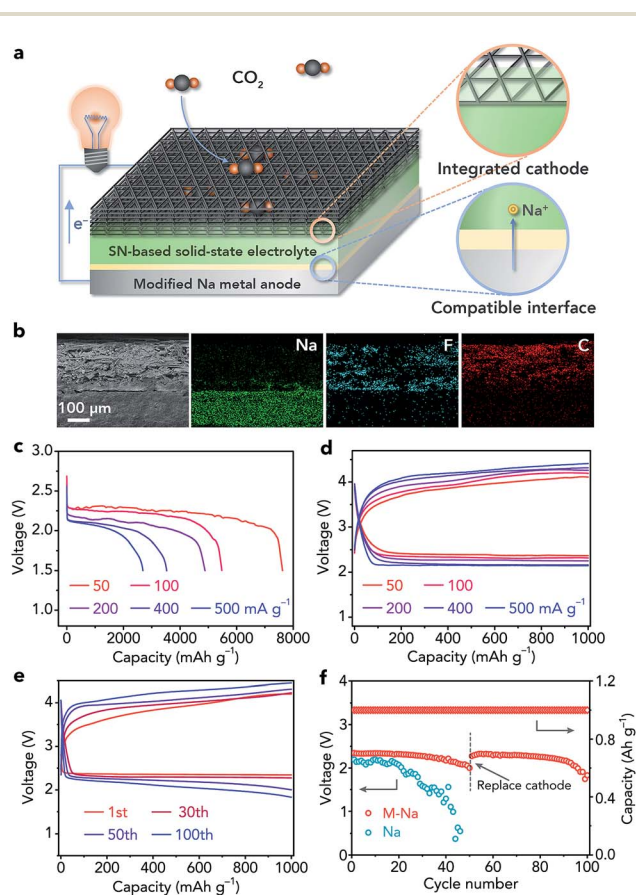 a
CO2
e−
SN-based solid-state electrolyte
Modified Na metal anode
Integrated cathode
Na+
Compatible interface
b
100 μm
Na
F
C
c
Voltage (V)
3.0
2.5
2.0
1.5
1.0
50
100
200
400
500 mA g−1
0
2000
4000
6000
8000
Capacity (mAh g−1)
d
Voltage (V)
4
3
2
50
100
200
400
500 mA g−1
0
200
400
600
800
1000
Capacity (mAh g−1)
e
Voltage (V)
4
3
2
1
1st
30th
50th
100th
0
200
400
600
800
1000
Capacity (mAh g−1)
f
Voltage (V)
4
3
2
1
0
Replace cathode
M-Na
Na
0
20
40
60
80
100
Cycle number
1.2
0.8
0.4
0.0
Capacity (Ah g−1)